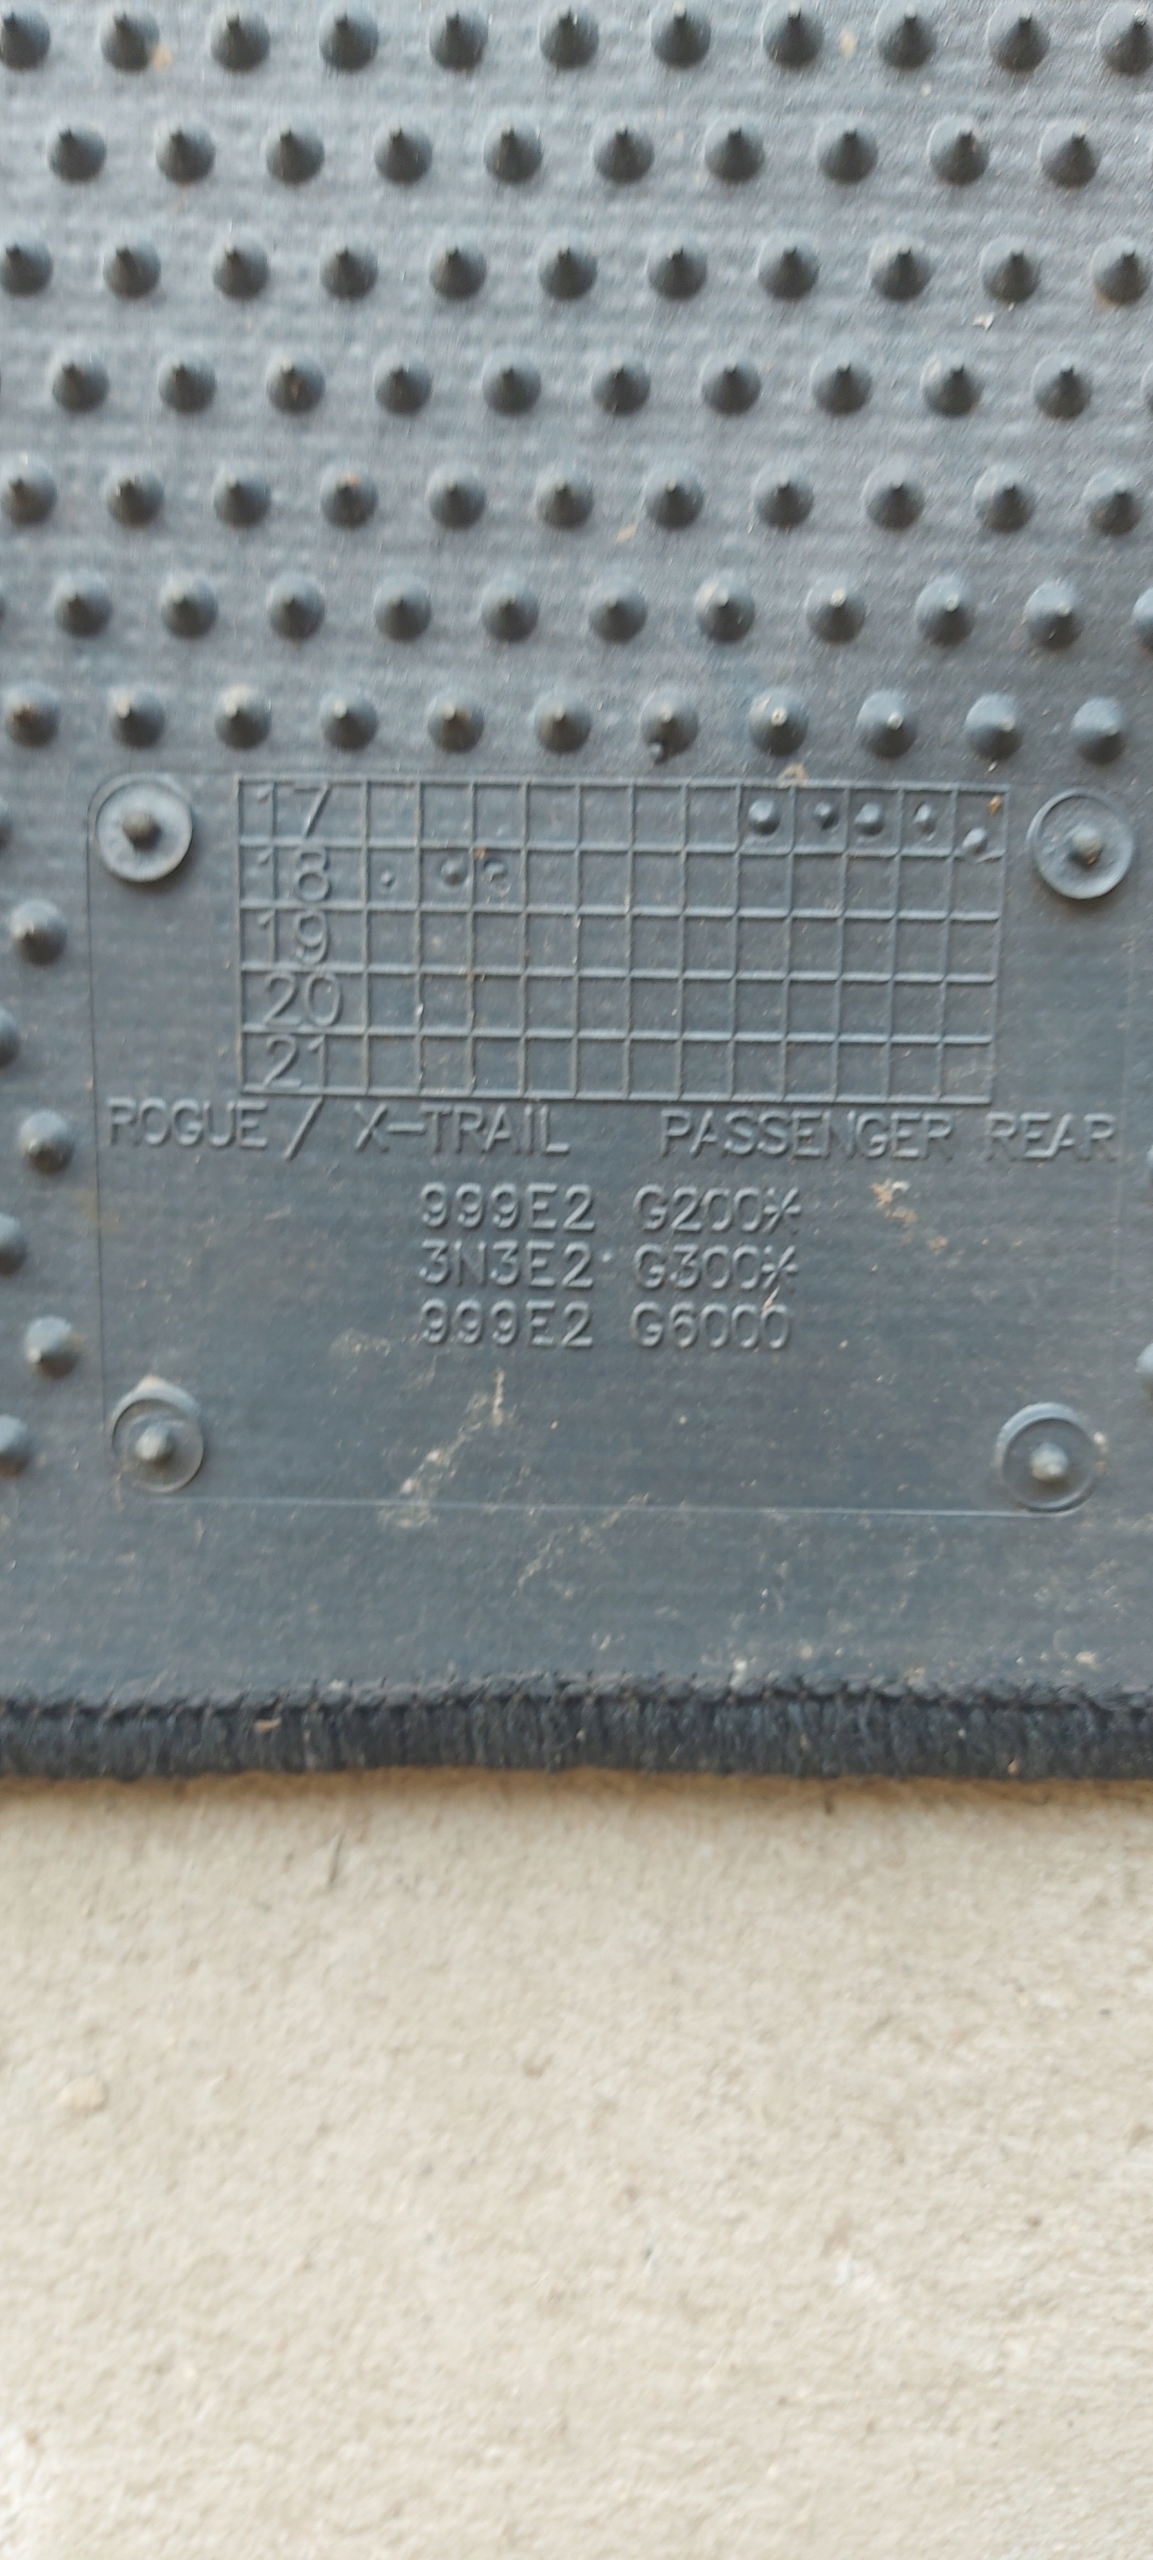 17
18
19
20
21
ROGUE / X-TRAIL PASSENGER REAR
999E2 G200*
3N3E2 G300*
999E2 G6000